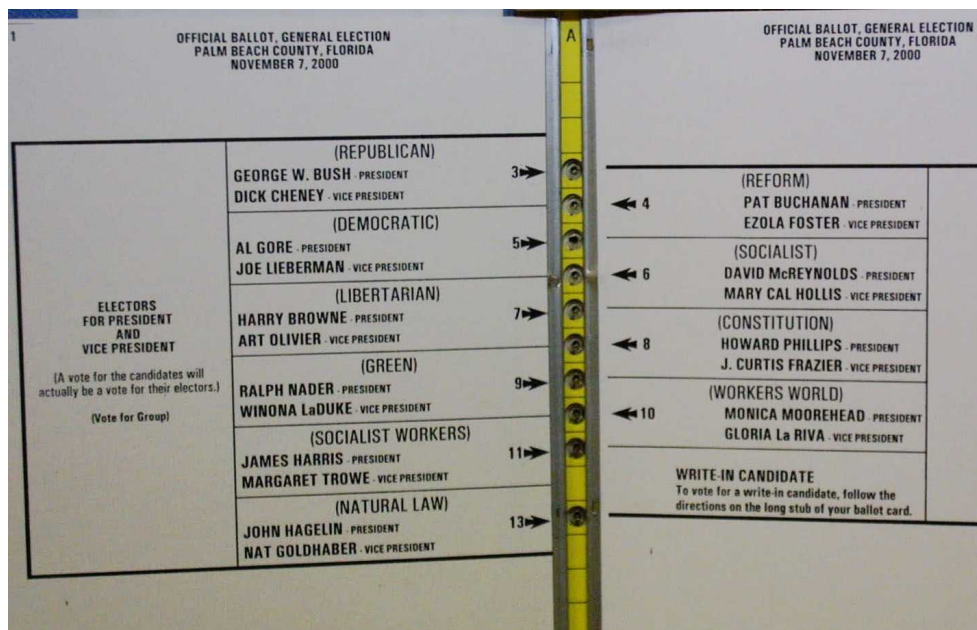 1
OFFICIAL BALLOT, GENERAL ELECTION
PALM BEACH COUNTY, FLORIDA
NOVEMBER 7, 2000
ELECTORS
FOR PRESIDENT
AND
VICE PRESIDENT
(A vote for the candidates will
actually be a vote for their electors.)
(Vote for Group)
(REPUBLICAN)
GEORGE W. BUSH - PRESIDENT
DICK CHENEY - VICE PRESIDENT
3
(DEMOCRATIC)
AL GORE - PRESIDENT
JOE LIEBERMAN - VICE PRESIDENT
5
(LIBERTARIAN)
HARRY BROWNE - PRESIDENT
ART OLIVIER - VICE PRESIDENT
7
(GREEN)
RALPH NADER - PRESIDENT
WINONA LaDUKE - VICE PRESIDENT
9
(SOCIALIST WORKERS)
JAMES HARRIS - PRESIDENT
MARGARET TROWE - VICE PRESIDENT
11
(NATURAL LAW)
JOHN HAGELIN - PRESIDENT
NAT GOLDHABER - VICE PRESIDENT
13
A
OFFICIAL BALLOT, GENERAL ELECTION
PALM BEACH COUNTY, FLORIDA
NOVEMBER 7, 2000
(REFORM)
4 PAT BUCHANAN - PRESIDENT
EZOLA FOSTER - VICE PRESIDENT
(SOCIALIST)
6 DAVID McREYNOLDS - PRESIDENT
MARY CAL HOLLIS - VICE PRESIDENT
(CONSTITUTION)
8 HOWARD PHILLIPS - PRESIDENT
J. CURTIS FRAZIER - VICE PRESIDENT
(WORKERS WORLD)
10 MONICA MOOREHEAD - PRESIDENT
GLORIA La RIVA - VICE PRESIDENT
WRITE-IN CANDIDATE
To vote for a write-in candidate, follow the
directions on the long stub of your ballot card.